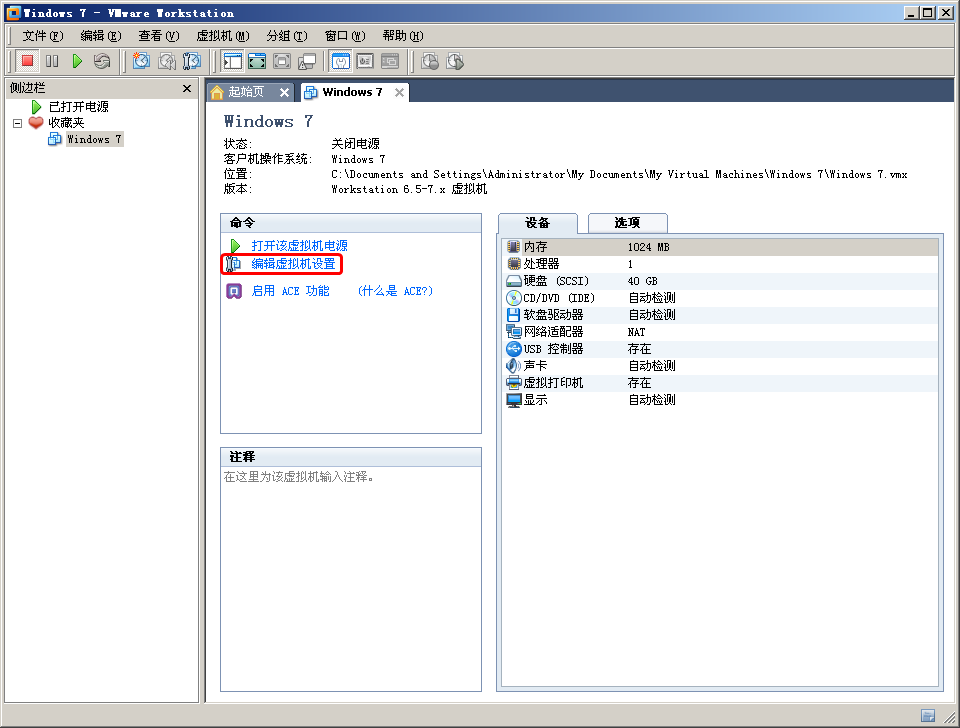 Windows 7 - VMware Workstation
文件(F) 编辑(E) 查看(V) 虚拟机(M) 分组(T) 窗口(W) 帮助(H)
侧边栏
已打开电源
收藏夹
Windows 7
起始页 Windows 7
Windows 7
状态: 关闭电源
客户机操作系统: Windows 7
位置: C:\Documents and Settings\Administrator\My Documents\My Virtual Machines\Windows 7\Windows 7.vmx
版本: Workstation 6.5-7.x 虚拟机
命令
打开该虚拟机电源
编辑虚拟机设置
启用 ACE 功能 (什么是 ACE?)
注释
在这里为该虚拟机输入注释。
设备 选项
内存 1024 MB
处理器 1
硬盘 (SCSI) 40 GB
CD/DVD (IDE) 自动检测
软盘驱动器 自动检测
网络适配器 NAT
USB 控制器 存在
声卡 自动检测
虚拟打印机 存在
显示 自动检测